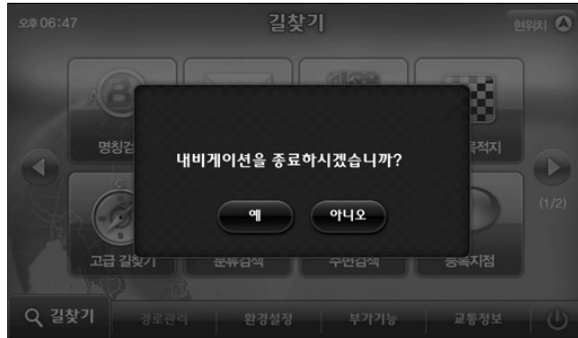 오후 06:47
길찾기
현위치
명칭검
목적지
내비게이션을 종료하시겠습니까?
예
아니오
(1/2)
고급 길찾기
분류검색
주변검색
등록지점
길찾기
경로관리
환경설정
부가기능
교통정보